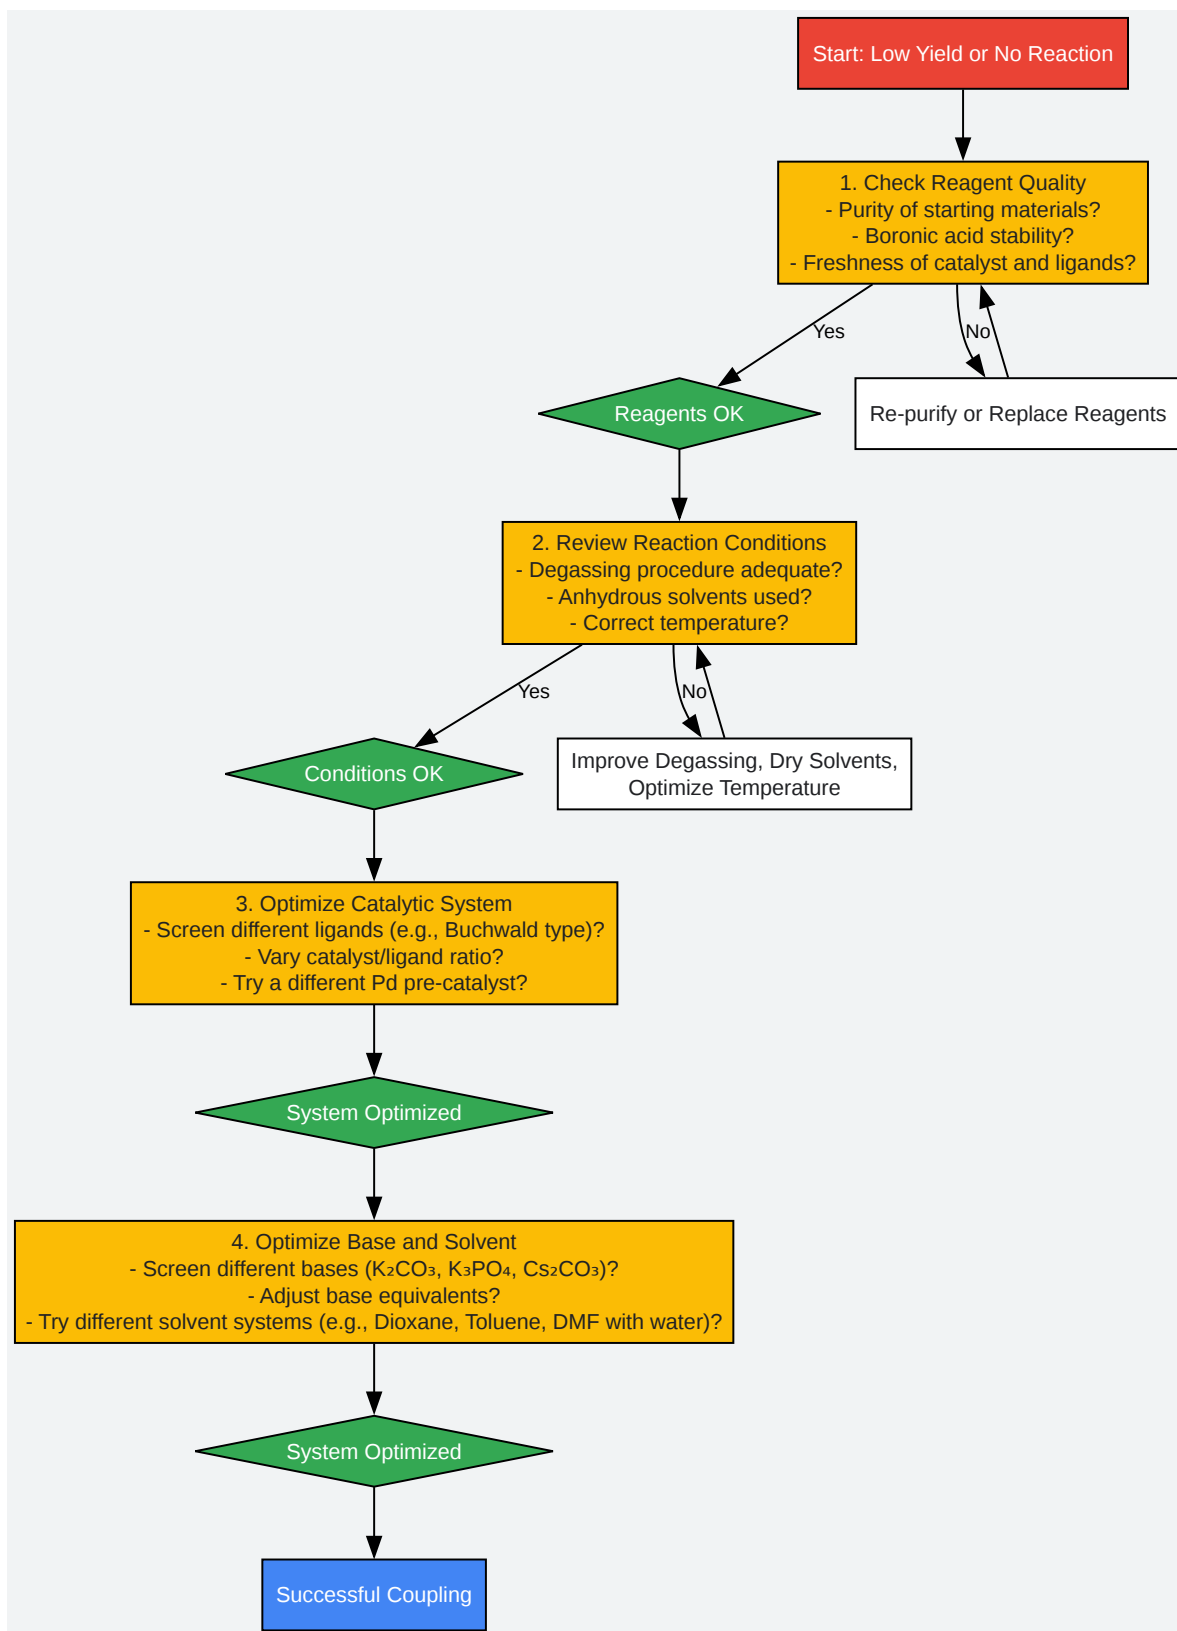 Start: Low Yield or No Reaction
1. Check Reagent Quality
- Purity of starting materials?
- Boronic acid stability?
- Freshness of catalyst and ligands?
Yes
No
Reagents OK
Re-purify or Replace Reagents
2. Review Reaction Conditions
- Degassing procedure adequate?
- Anhydrous solvents used?
- Correct temperature?
Yes
No
Conditions OK
Improve Degassing, Dry Solvents,
Optimize Temperature
3. Optimize Catalytic System
- Screen different ligands (e.g., Buchwald type)?
- Vary catalyst/ligand ratio?
- Try a different Pd pre-catalyst?
System Optimized
4. Optimize Base and Solvent
- Screen different bases (K₂CO₃, K₃PO₄, Cs₂CO₃)?
- Adjust base equivalents?
- Try different solvent systems (e.g., Dioxane, Toluene, DMF with water)?
System Optimized
Successful Coupling